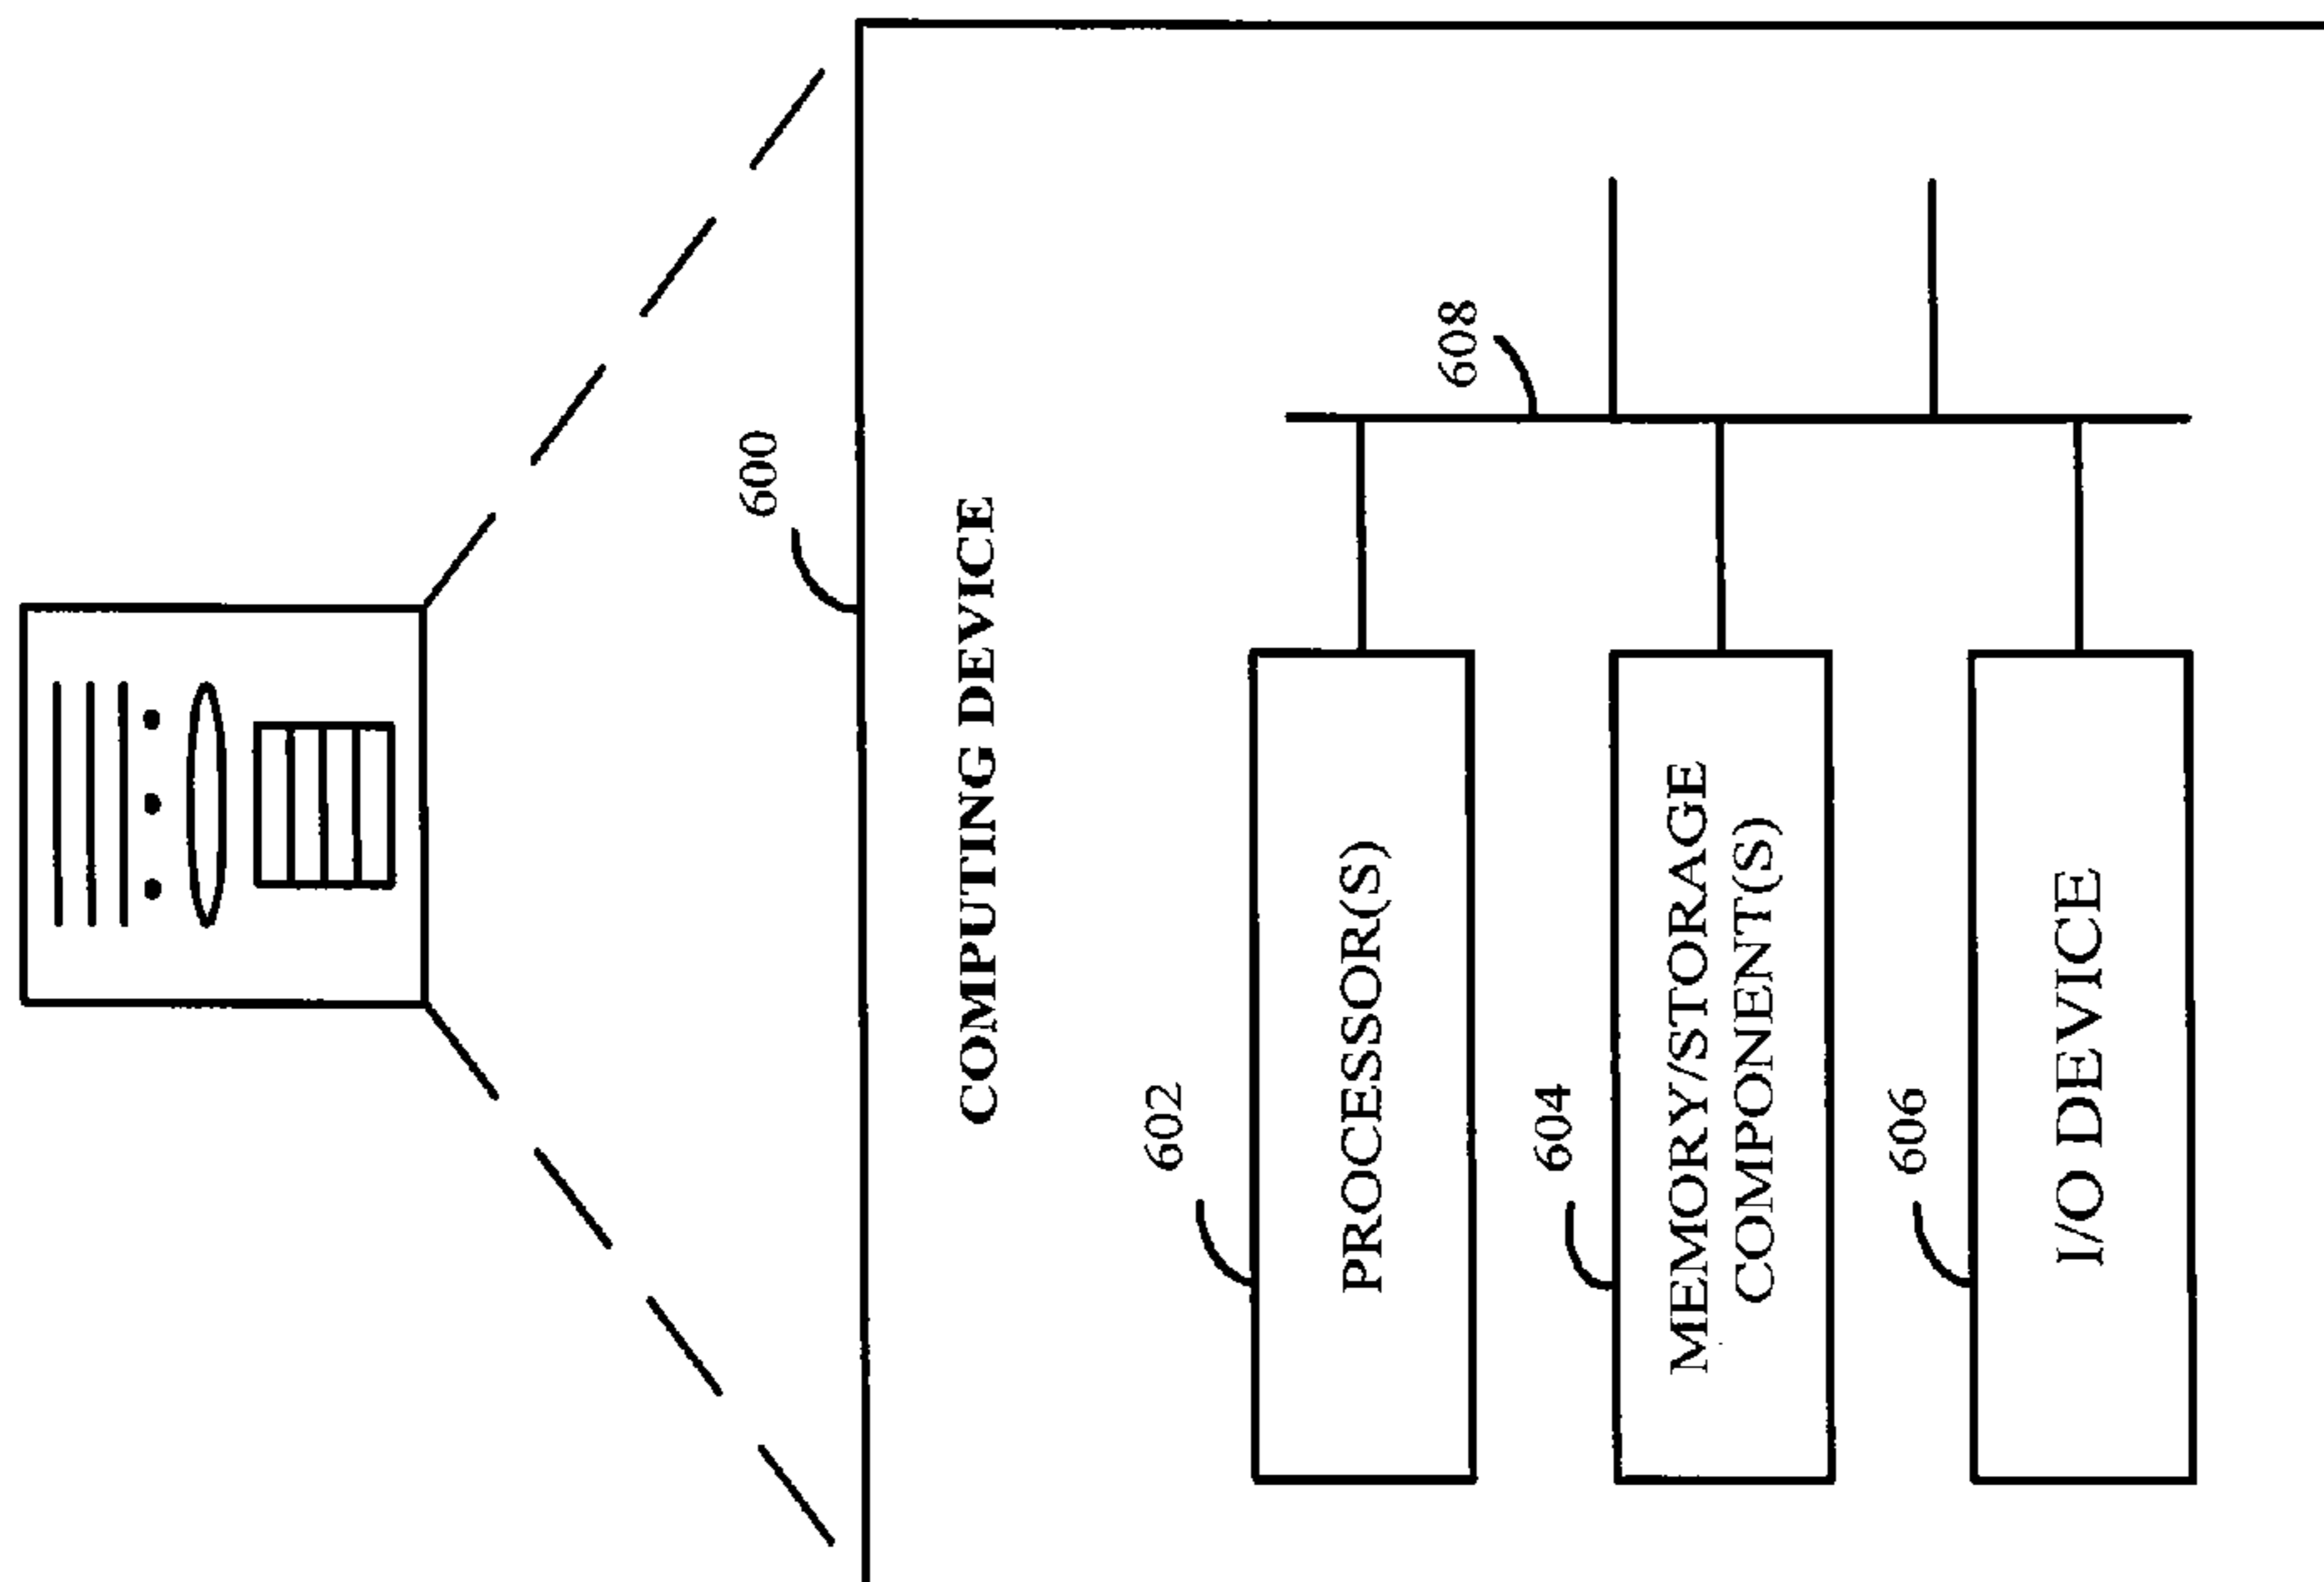 600
COMPUTING DEVICE
608
602
PROCESSOR(S)
604
MEMORY/STORAGE
COMPONENT(S)
606
I/O DEVICE